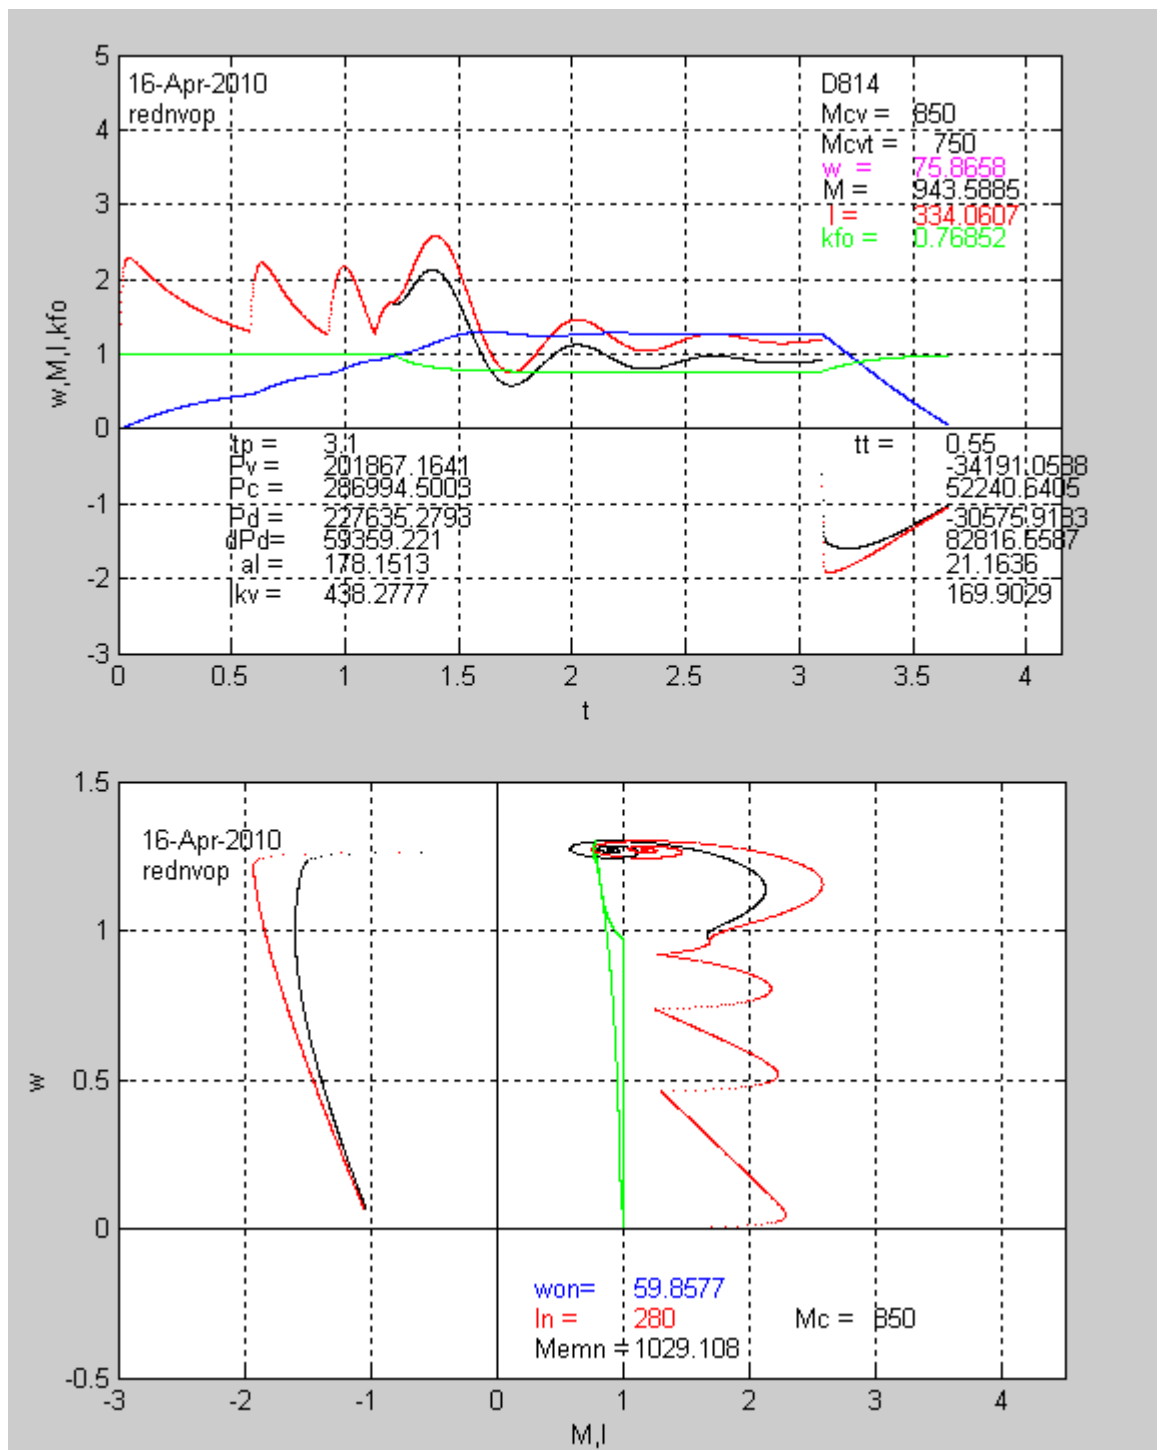 5
16-Apr-2010
rednvop
D814
Mcv = 850
Mcvt = 750
w = 75.8658
M = 943.5885
I = 334.0607
kfo = 0.76852
4
3
2
1
0
-1
-2
-3
w,M,I,kfo
tp = 3.1 tt = 0.55
Pv = 201867.1641 -34191.0588
Pc = 286994.5003 52240.6405
Pd = 227635.2793 -30575.9183
dPd= 59359.221 82816.5587
al = 178.1513 21.1636
Ikv = 438.2777 169.9029
0 0.5 1 1.5 2 2.5 3 3.5 4
t
1.5
16-Apr-2010
rednvop
1
w
0.5
0
won= 59.8577
In = 280 Mc = 850
Memn = 1029.108
-0.5
-3 -2 -1 0 1 2 3 4
M,I